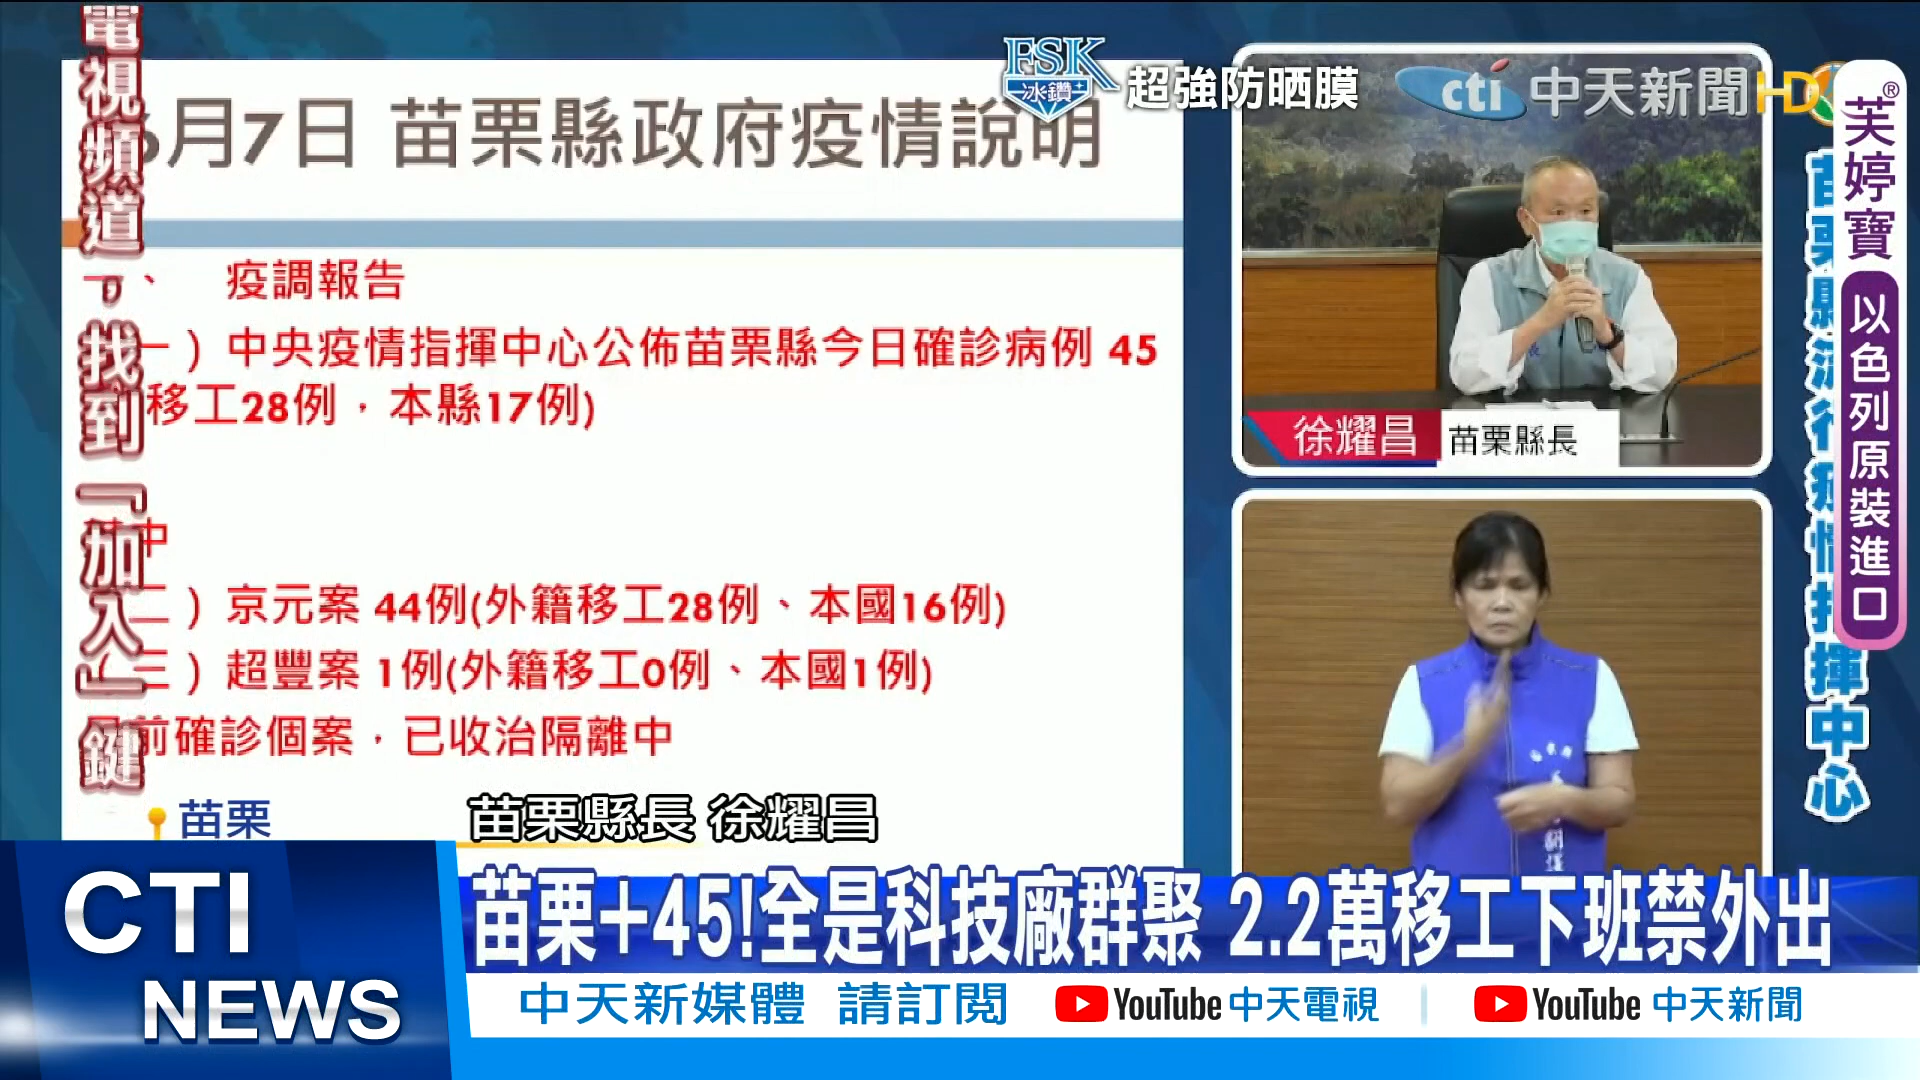 電視頻道，找到『加入』鍵
6月7日 苗栗縣政府疫情說明
FSK
冰鑽
超強防晒膜
cti 中天新聞 HD
芙婷寶®
以色列原裝進口
苗栗縣流行疫情指揮中心
一、 疫調報告
一）中央疫情指揮中心公佈苗栗縣今日確診病例 45
移工28例，本縣17例)
中
二）京元案 44例(外籍移工28例、本國16例)
三）超豐案 1例(外籍移工0例、本國1例)
前確診個案，已收治隔離中
徐耀昌 苗栗縣長
苗栗
苗栗縣長 徐耀昌
CTI
NEWS
苗栗+45!全是科技廠群聚 2.2萬移工下班禁外出
中天新媒體 請訂閱 YouTube 中天電視 | YouTube 中天新聞